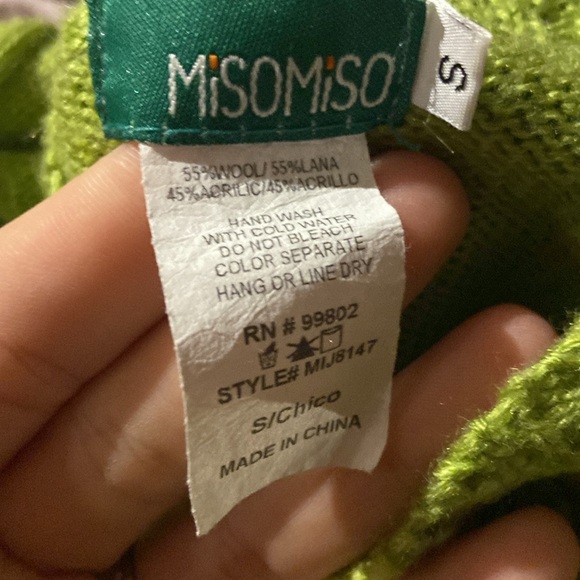 MiSOMiSO
S
55%WOOL/ 55%LANA
45%ACRILIC/45%ACRILLO
HAND WASH
WITH COLD WATER
DO NOT BLEACH
COLOR SEPARATE
HANG OR LINE DRY
RN # 99802
STYLE# MIJ8147
S/Chico
MADE IN CHINA